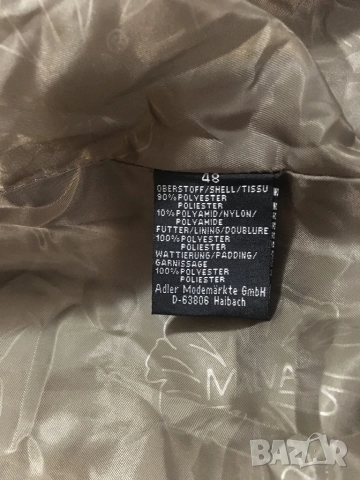 48
OBERSTOFF/SHELL/TISSU
90%POLYESTER
POLIESTER
10%POLYAMID/NYLON/
POLYAMIDE
FUTTER/LINING/DOUBLURE
100%POLYESTER
POLIESTER
WATTIERUNG/PADDING/
GARNISSAGE
100%POLYESTER
POLIESTER
Adler Modemärkte GmbH
D-63806 Haibach
BAZAR